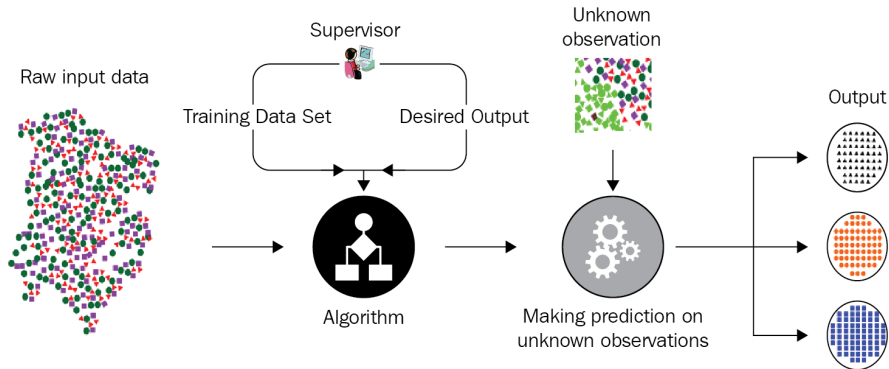 Raw input data
Supervisor
Training Data Set
Desired Output
Algorithm
Unknown
observation
Making prediction on
unknown observations
Output